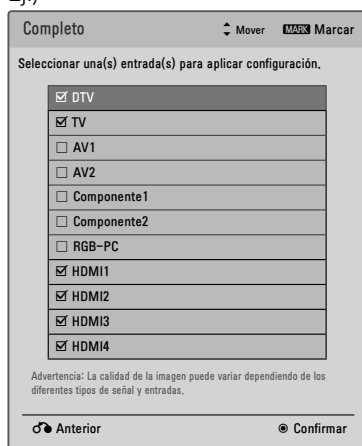 Completo Mover MARK Marcar
Seleccionar una(s) entrada(s) para aplicar configuración.
☑ DTV
☑ TV
☐ AV1
☐ AV2
☐ Componente1
☐ Componente2
☐ RGB-PC
☑ HDMI1
☑ HDMI2
☑ HDMI3
☑ HDMI4
Advertencia: La calidad de la imagen puede variar dependiendo de los
diferentes tipos de señal y entradas.
Anterior ◉ Confirmar